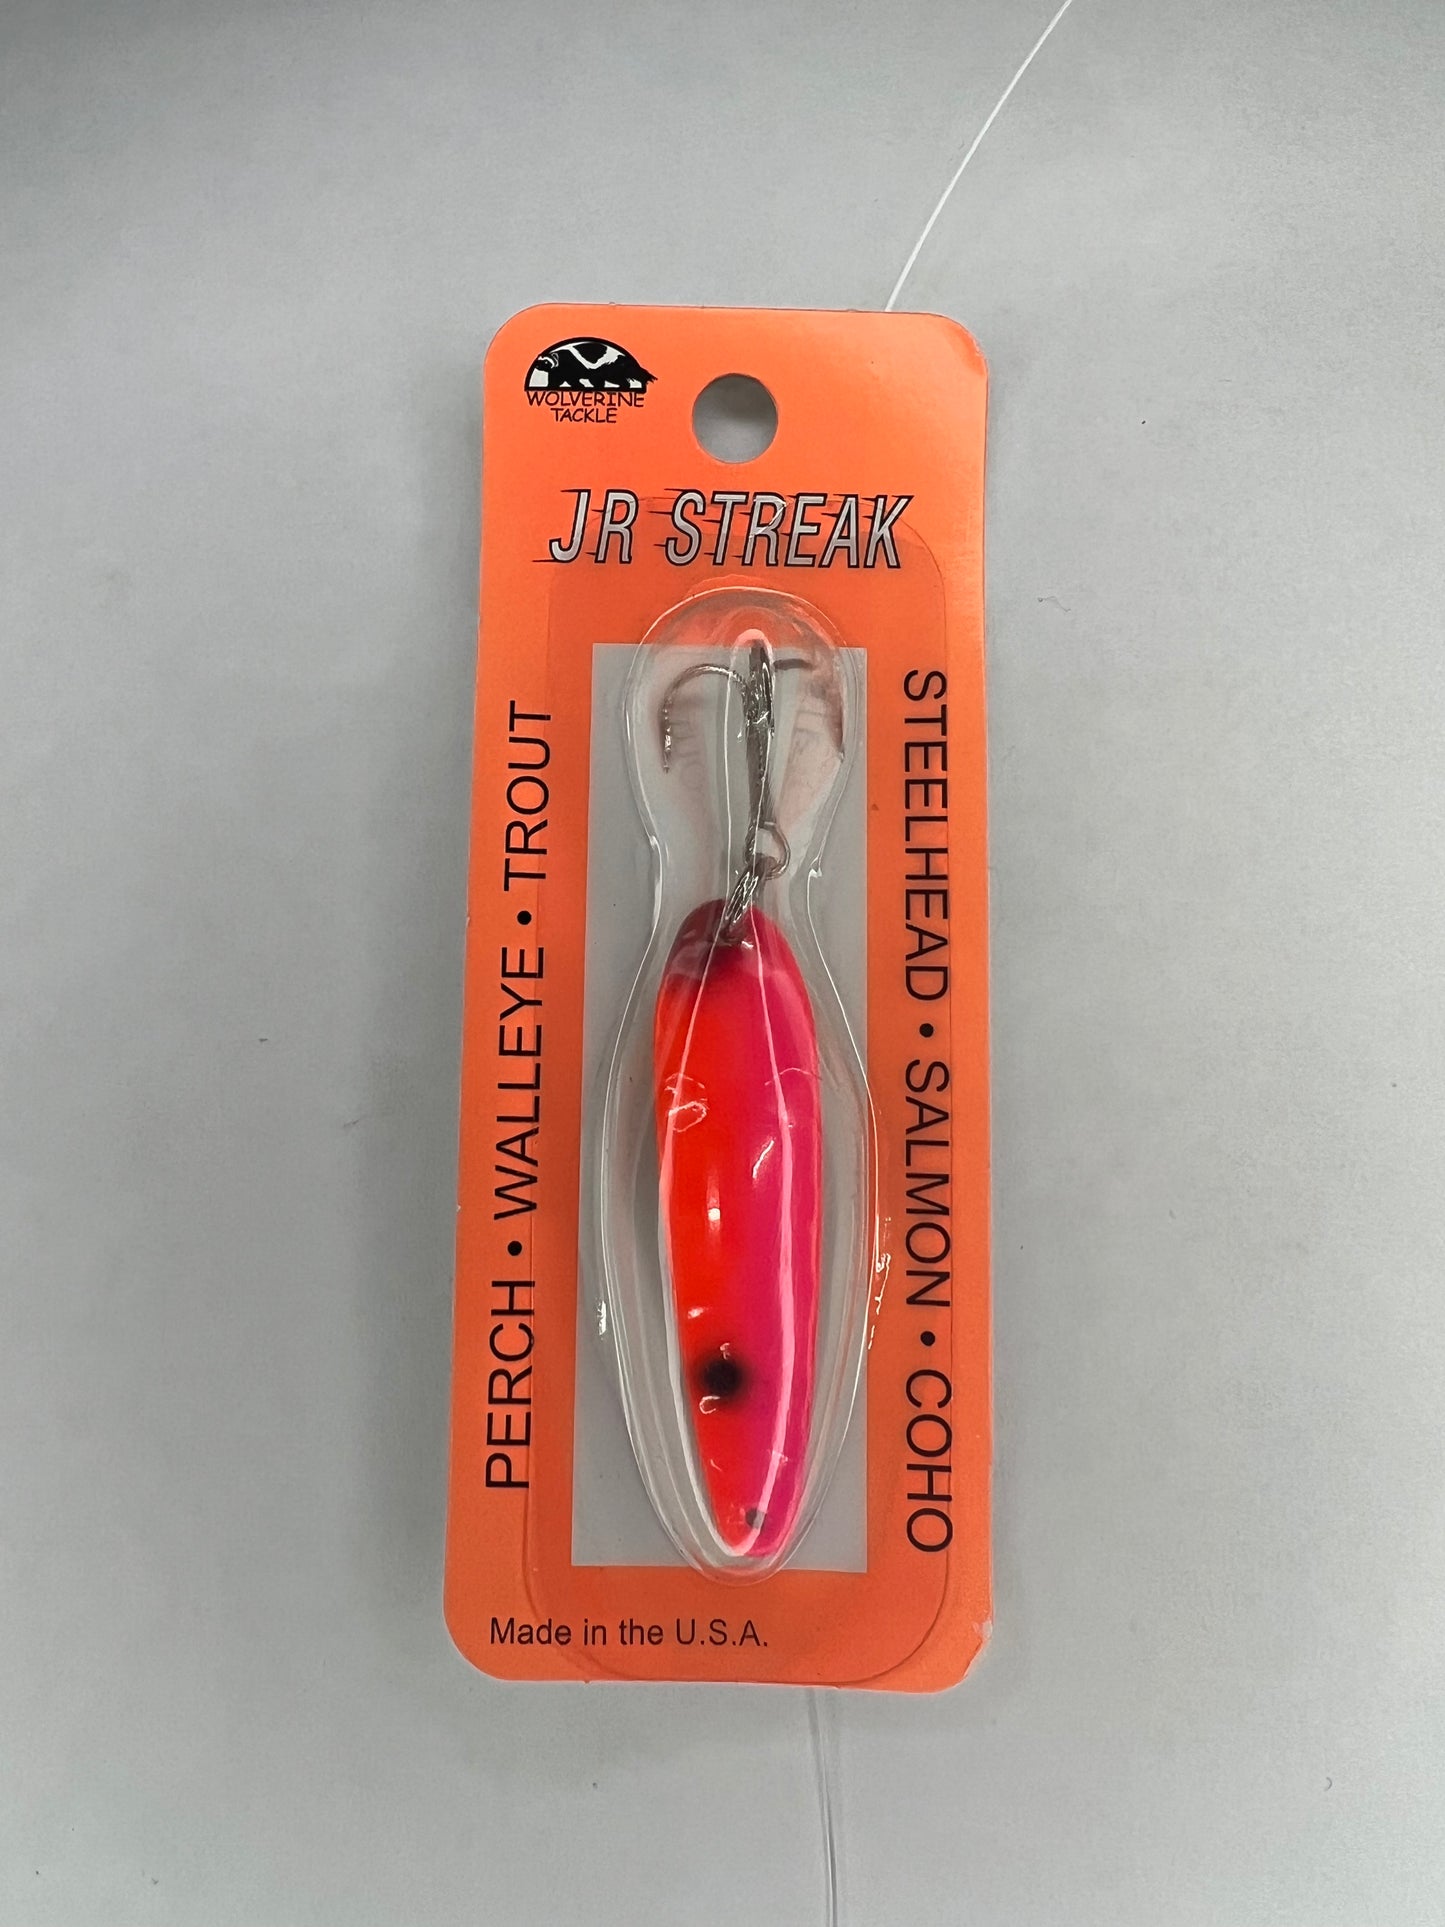 WOLVERINE
TACKLE
JR STREAK
PERCH • WALLEYE • TROUT
STEELHEAD • SALMON • COHO
Made in the U.S.A.